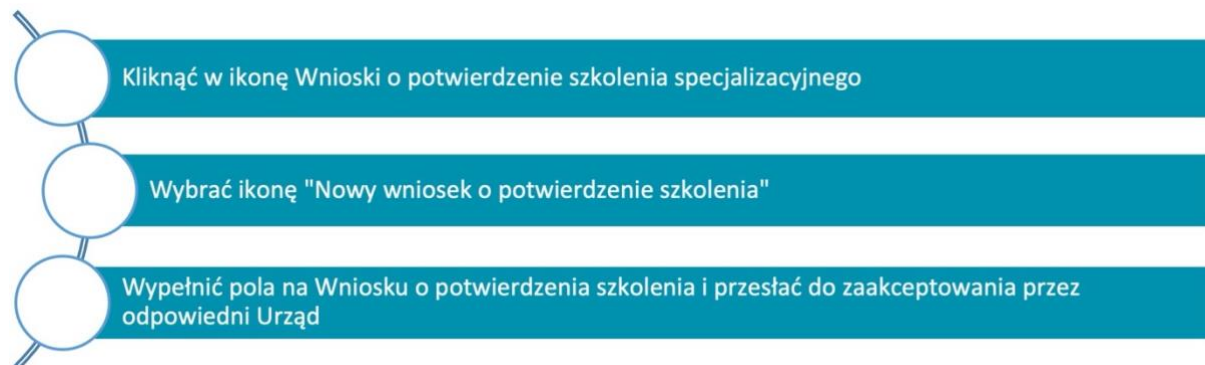 Kliknąć w ikonę Wnioski o potwierdzenie szkolenia specjalizacyjnego
Wybrać ikonę "Nowy wniosek o potwierdzenie szkolenia"
Wypełnić pola na Wniosku o potwierdzenia szkolenia i przesłać do zaakceptowania przez
odpowiedni Urząd